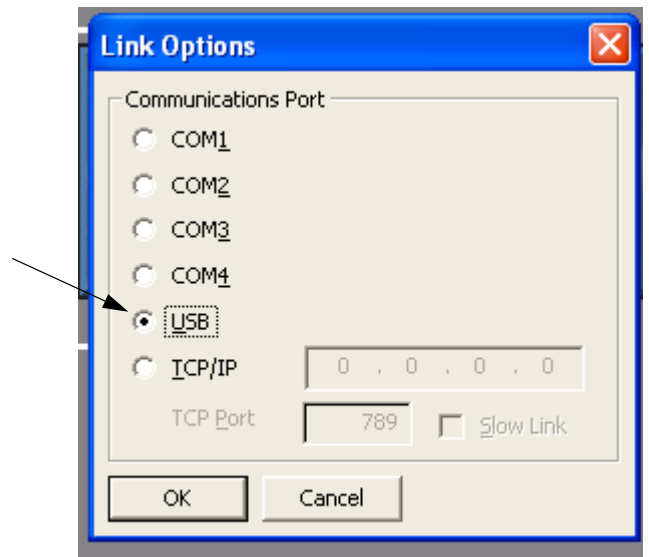 Link Options
Communications Port
COM1
COM2
COM3
COM4
USB
TCP/IP 0 . 0 . 0 . 0
TCP Port 789 Slow Link
OK Cancel